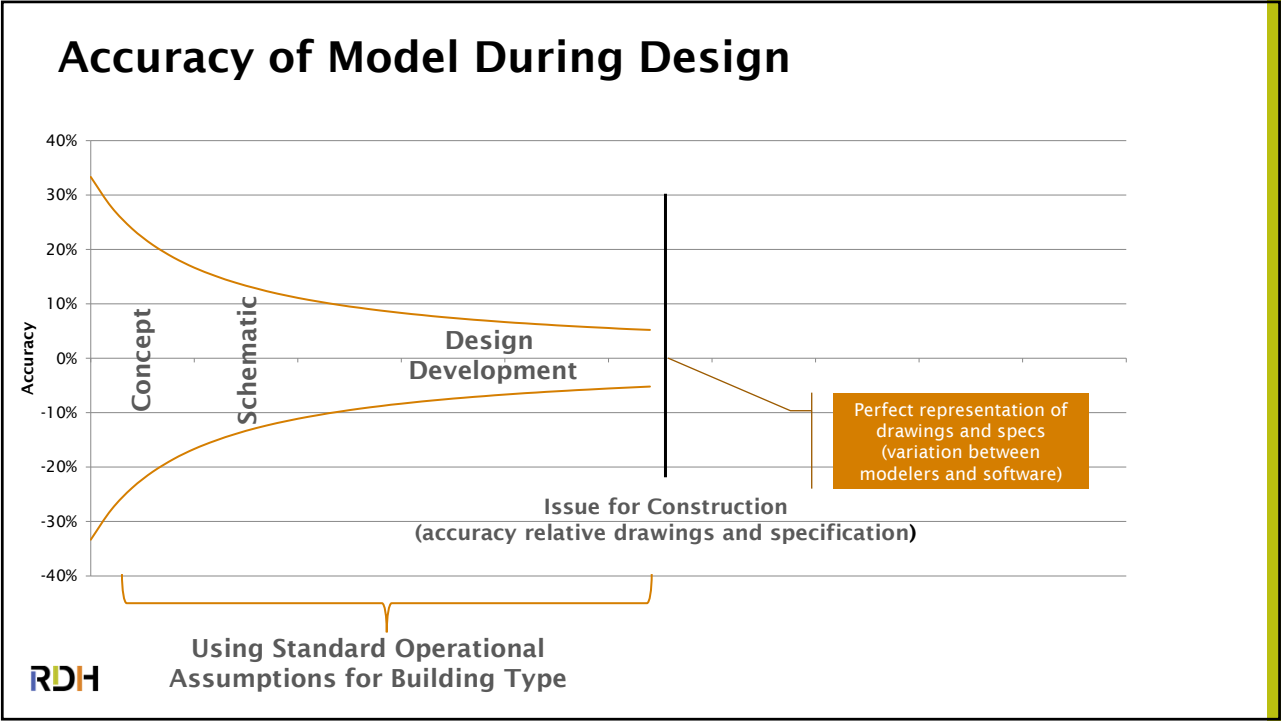 Accuracy of Model During Design
40%
30%
20%
10%
0%
-10%
-20%
-30%
-40%
Accuracy
Concept
Schematic
Design
Development
Perfect representation of
drawings and specs
(variation between
modelers and software)
Issue for Construction
(accuracy relative drawings and specification)
Using Standard Operational
Assumptions for Building Type
RDH